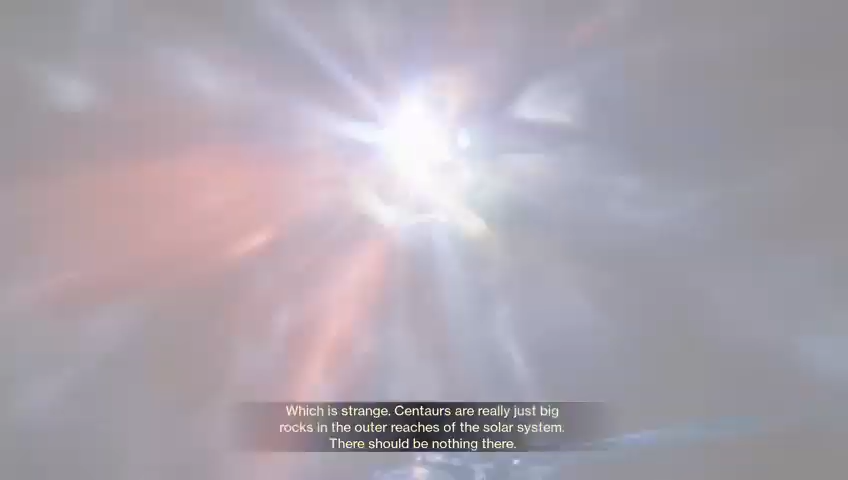 Which is strange. Centaurs are really just big
rocks in the outer reaches of the solar system.
There should be nothing there.